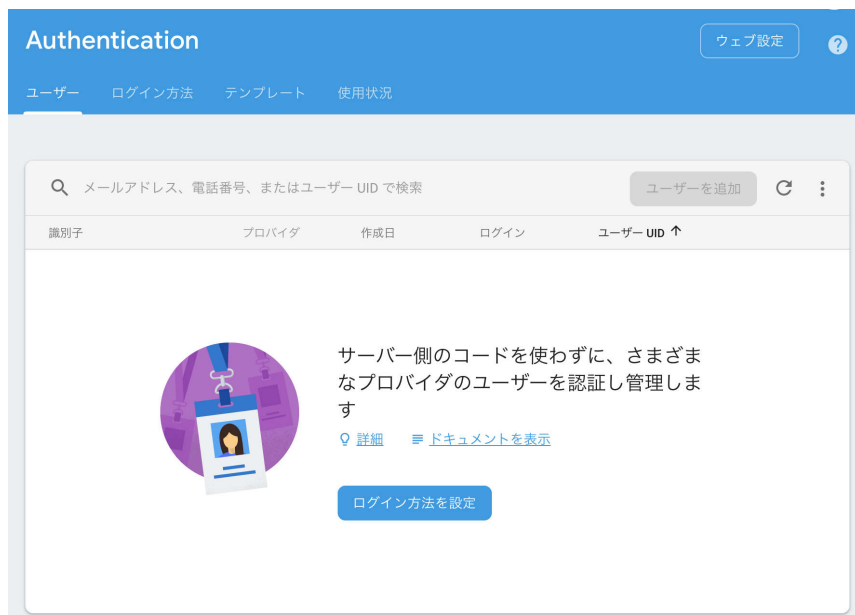 Authentication
ウェブ設定
ユーザー ログイン方法 テンプレート 使用状況
メールアドレス、電話番号、またはユーザー UID で検索
ユーザーを追加
識別子 プロバイダ 作成日 ログイン ユーザー UID ↑
サーバー側のコードを使わずに、さまざま
なプロバイダのユーザーを認証し管理しま
す
詳細 ドキュメントを表示
ログイン方法を設定